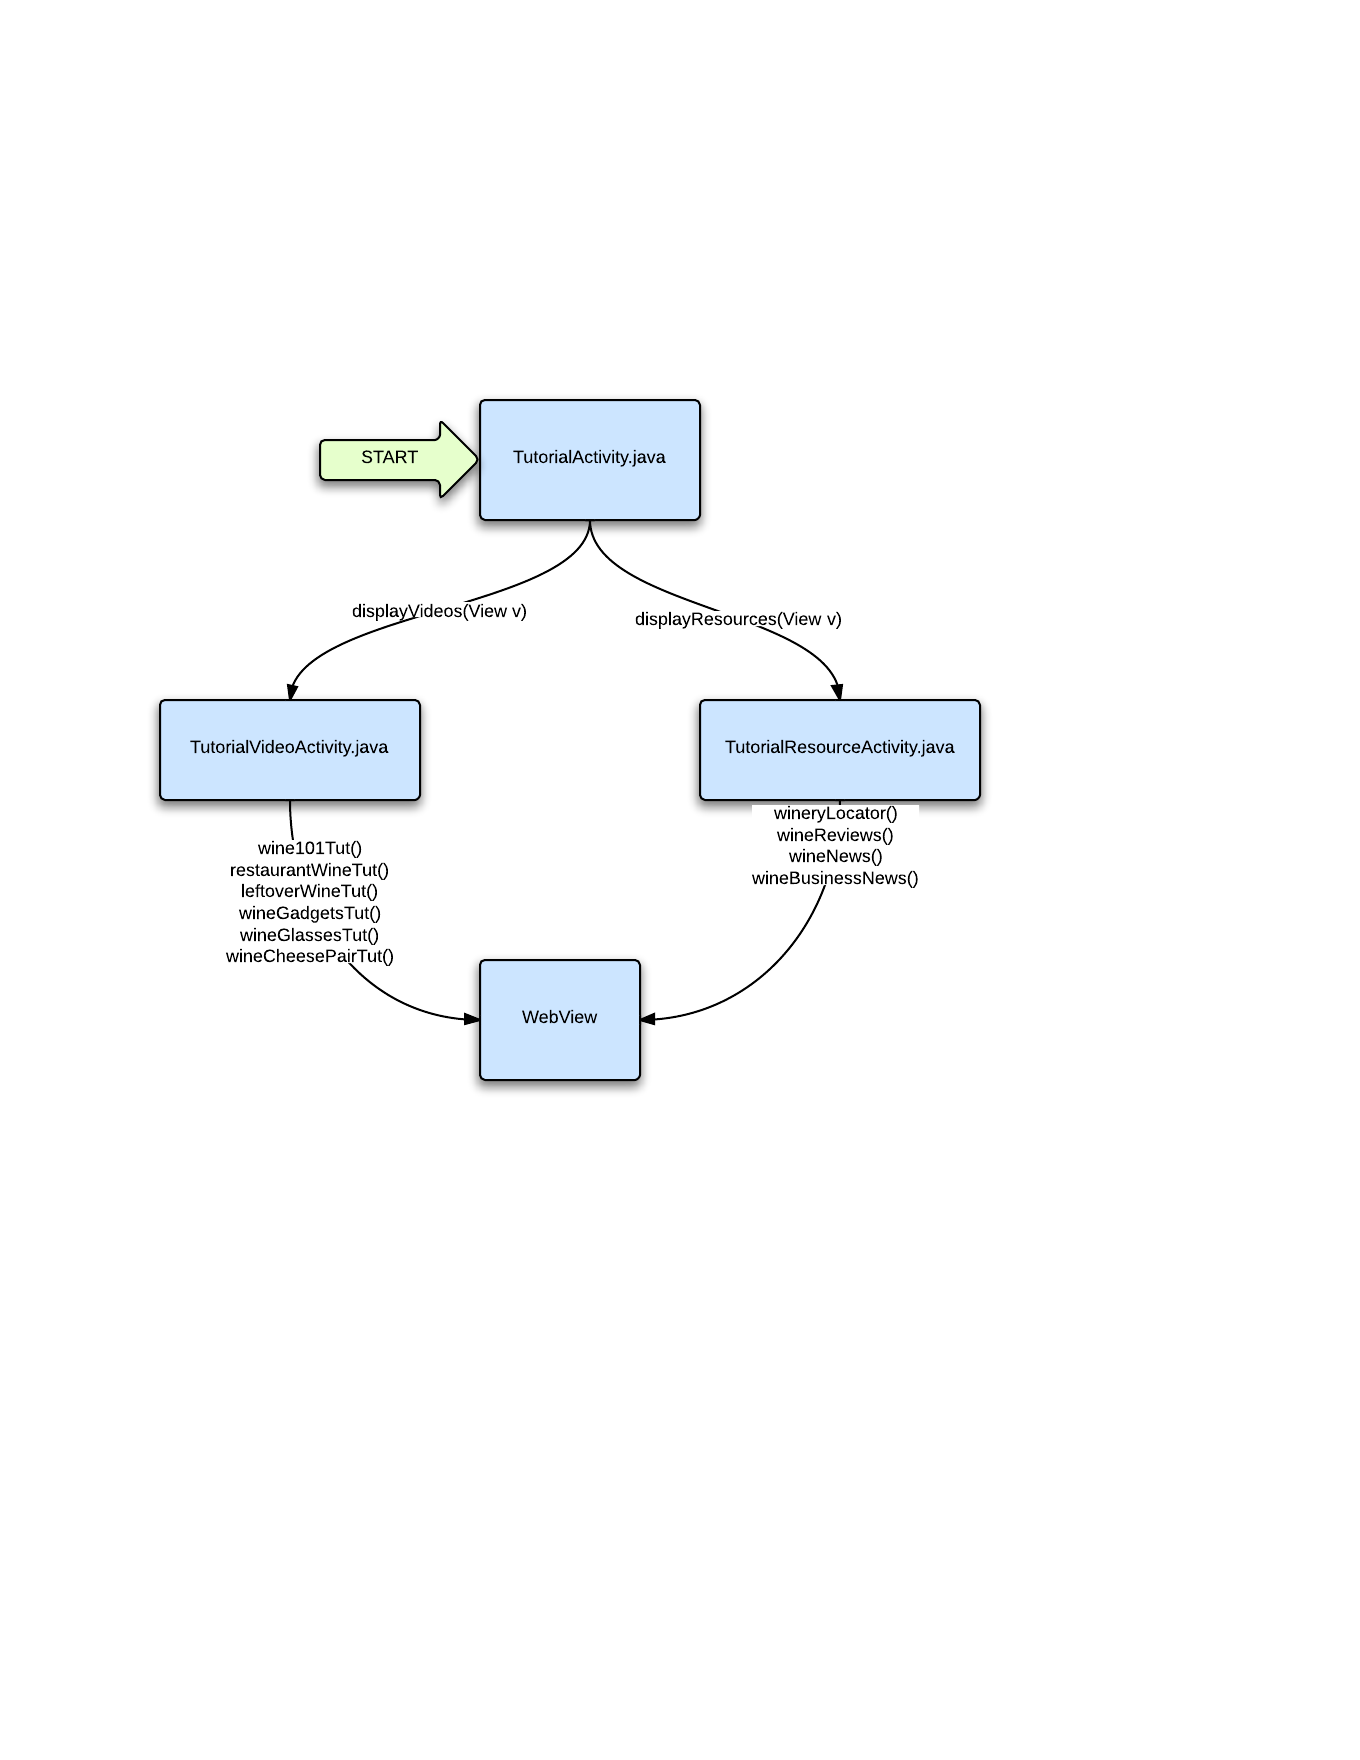 START
TutorialActivity.java
displayVideos(View v)
displayResources(View v)
TutorialVideoActivity.java
TutorialResourceActivity.java
wine101Tut()
restaurantWineTut()
leftoverWineTut()
wineGadgetsTut()
wineGlassesTut()
wineCheesePairTut()
wineryLocator()
wineReviews()
wineNews()
wineBusinessNews()
WebView